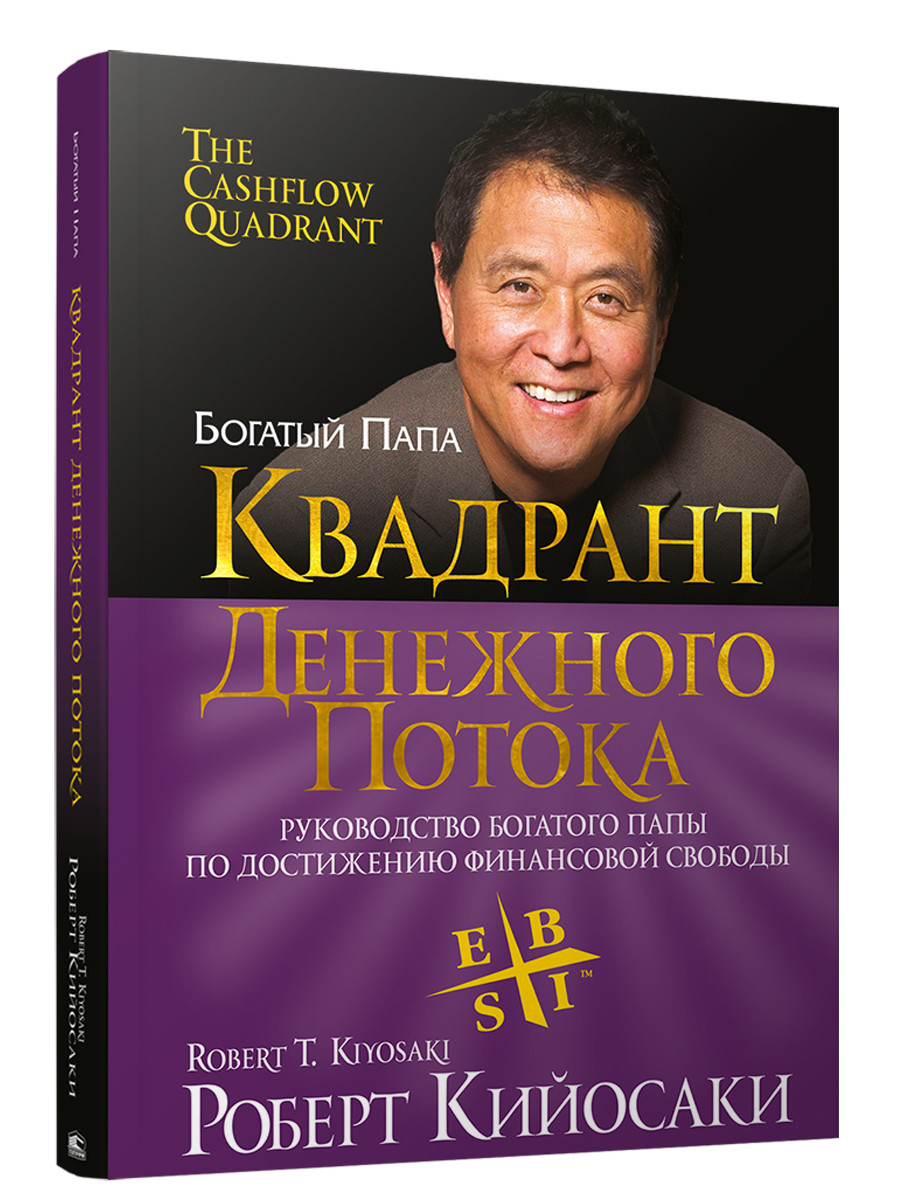 THE
CASHFLOW
QUADRANT
БОГАТЫЙ ПАПА
КВАДРАНТ
ДЕНЕЖНОГО
ПОТОКА
РУКОВОДСТВО БОГАТОГО ПАПЫ
ПО ДОСТИЖЕНИЮ ФИНАНСОВОЙ СВОБОДЫ
E B
S I ™
ROBERT T. KIYOSAKI
РОБЕРТ КИЙОСАКИ
БОГАТЫЙ ПАПА
КВАДРАНТ ДЕНЕЖНОГО ПОТОКА
ROBERT T. KIYOSAKI
РОБЕРТ КИЙОСАКИ